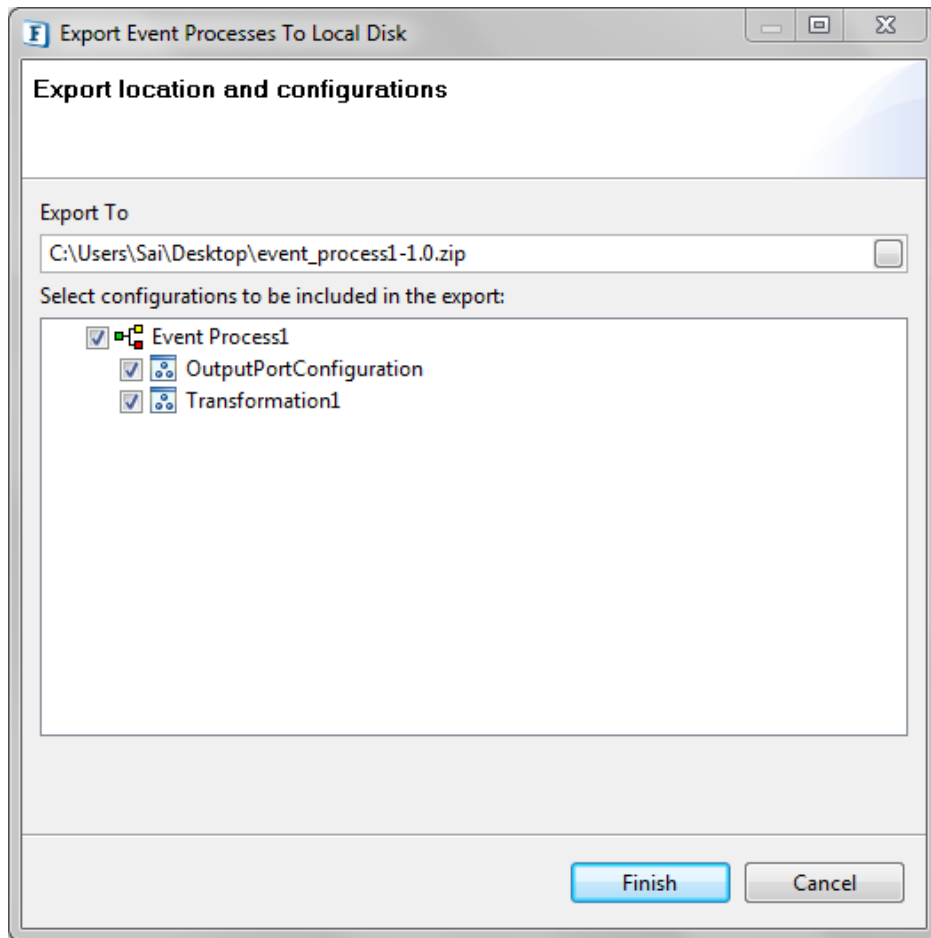 Export Event Processes To Local Disk
Export location and configurations
Export To
C:\Users\Sai\Desktop\event_process1-1.0.zip
Select configurations to be included in the export:
Event Process1
OutputPortConfiguration
Transformation1
Finish Cancel